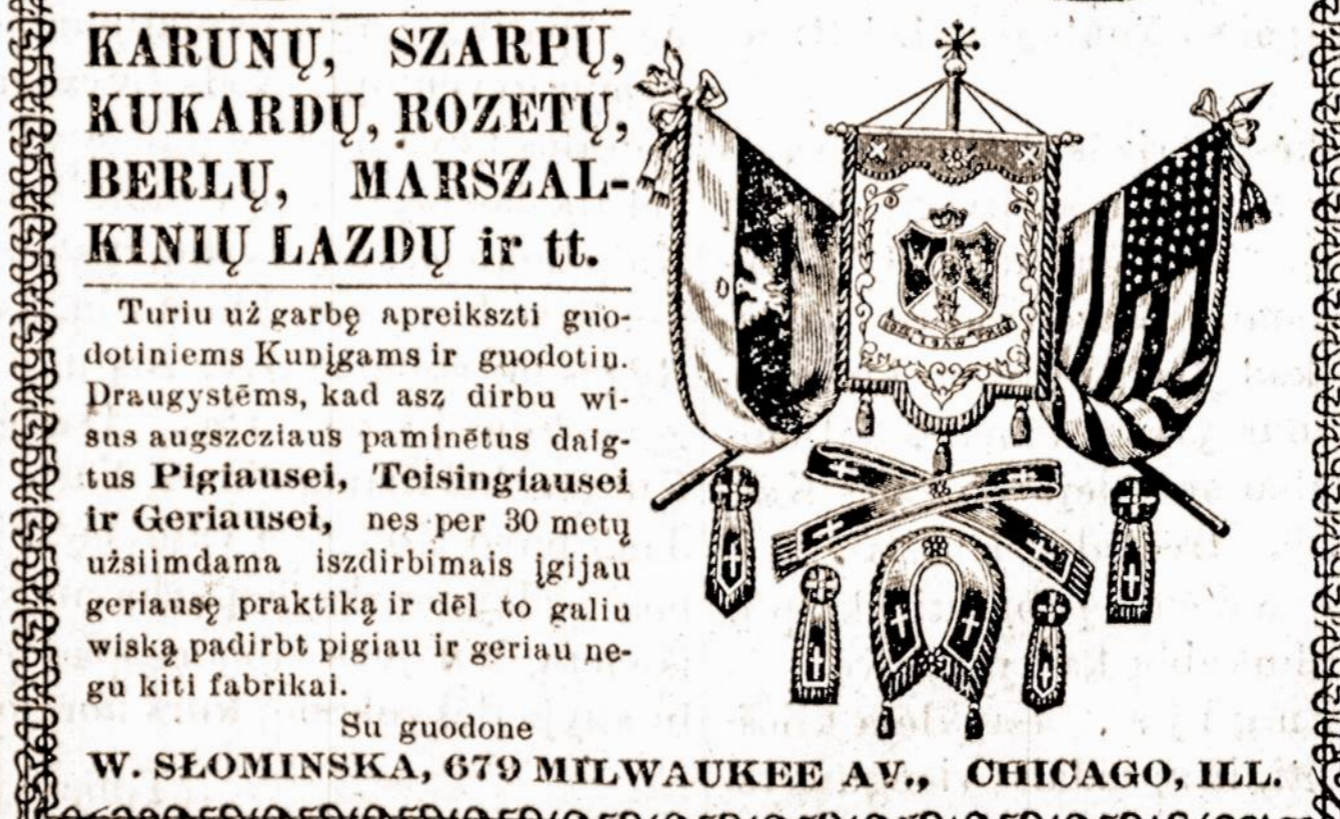 KARUNŲ, SZARPŲ,
KUKARDŲ, ROZETŲ,
BERLŲ, MARSZAL-
KINIŲ LAZDŲ ir tt.
Turiu už garbę apreikszti guo-
dotiniems Kunįgams ir guodotin.
Draugystēms, kad asz dirbu wi-
sus augszcziaus paminētus daig-
tus Pigiausei, Teisingiausei
ir Geriausei, nes per 30 metų
užsiimdama iszdirbimais įgijau
geriausę praktiką ir dēl to galiu
wiską padirbt pigiau ir geriau ne-
gu kiti fabrikai.
Su guodone
W. SŁOMINSKA, 679 MILWAUKEE AV., CHICAGO, ILL.